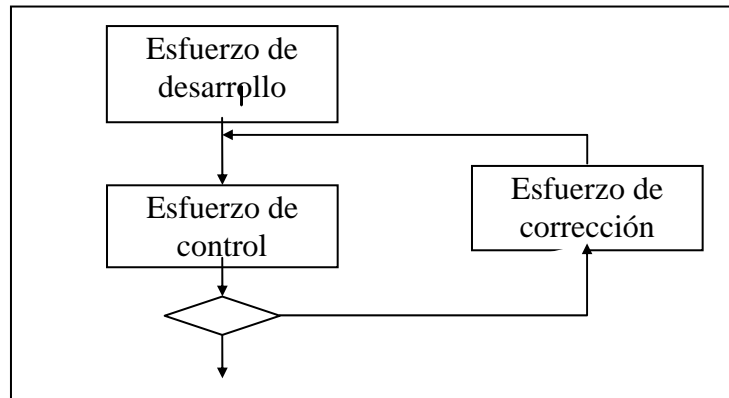 Esfuerzo de
desarrollo
Esfuerzo de
control
Esfuerzo de
corrección